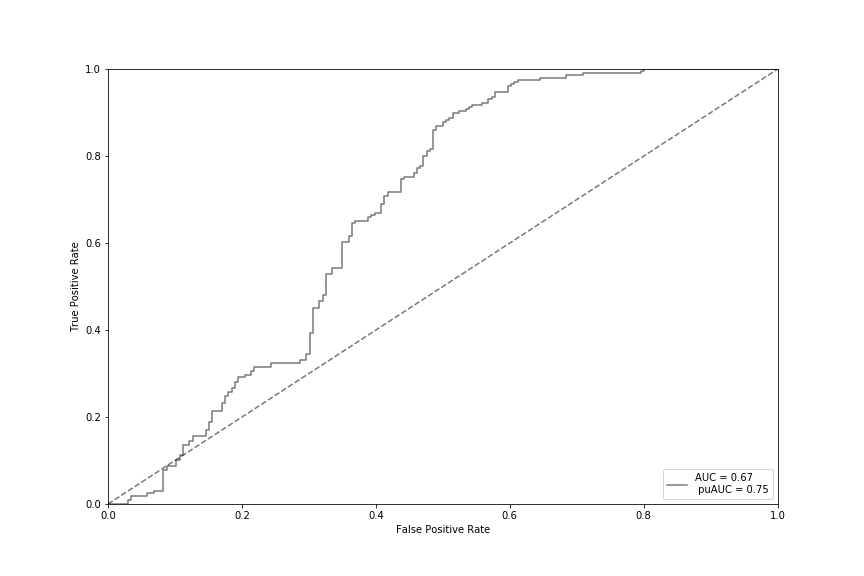 1.0
0.8
0.6
0.4
0.2
0.0
True Positive Rate
0.0 0.2 0.4 0.6 0.8 1.0
False Positive Rate
AUC = 0.67
puAUC = 0.75